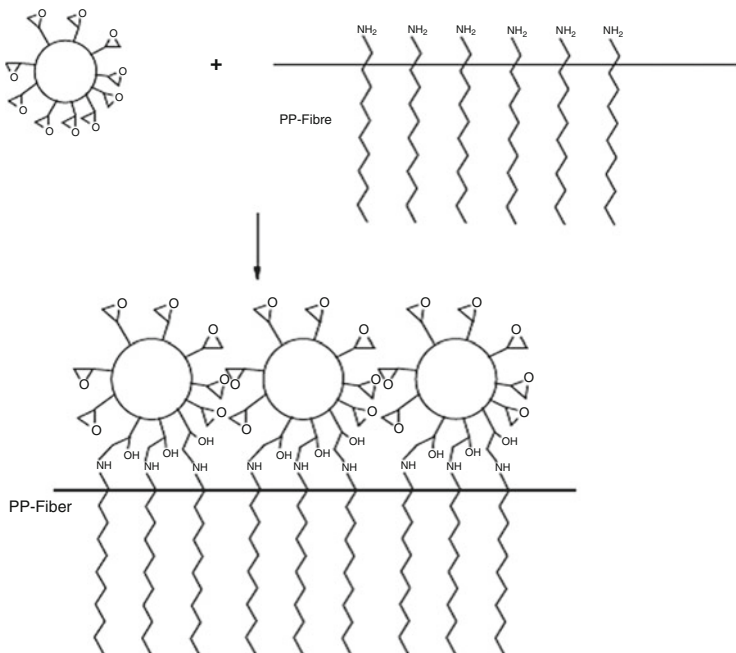 O O
NH2 NH2 NH2 NH2 NH2 NH2
O
+
O O
O O
PP-Fibre
O O O
O O O O O O
O O O
O O O O O O
O O O
O O O
OH OH OH
OH OH OH OH OH OH
NH NH NH NH NH NH NH NH NH
PP-Fiber